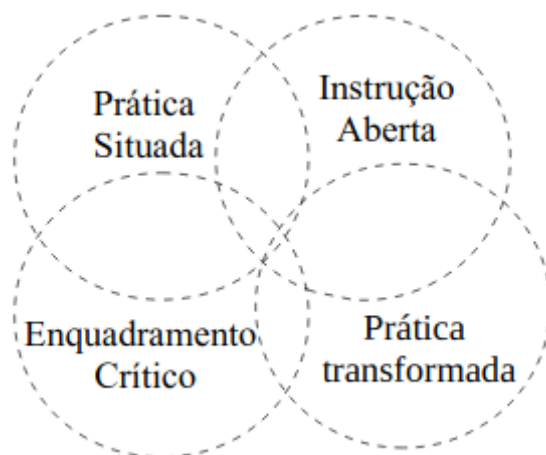 Prática
Situada
Instrução
Aberta
Enquadramento
Crítico
Prática
transformada